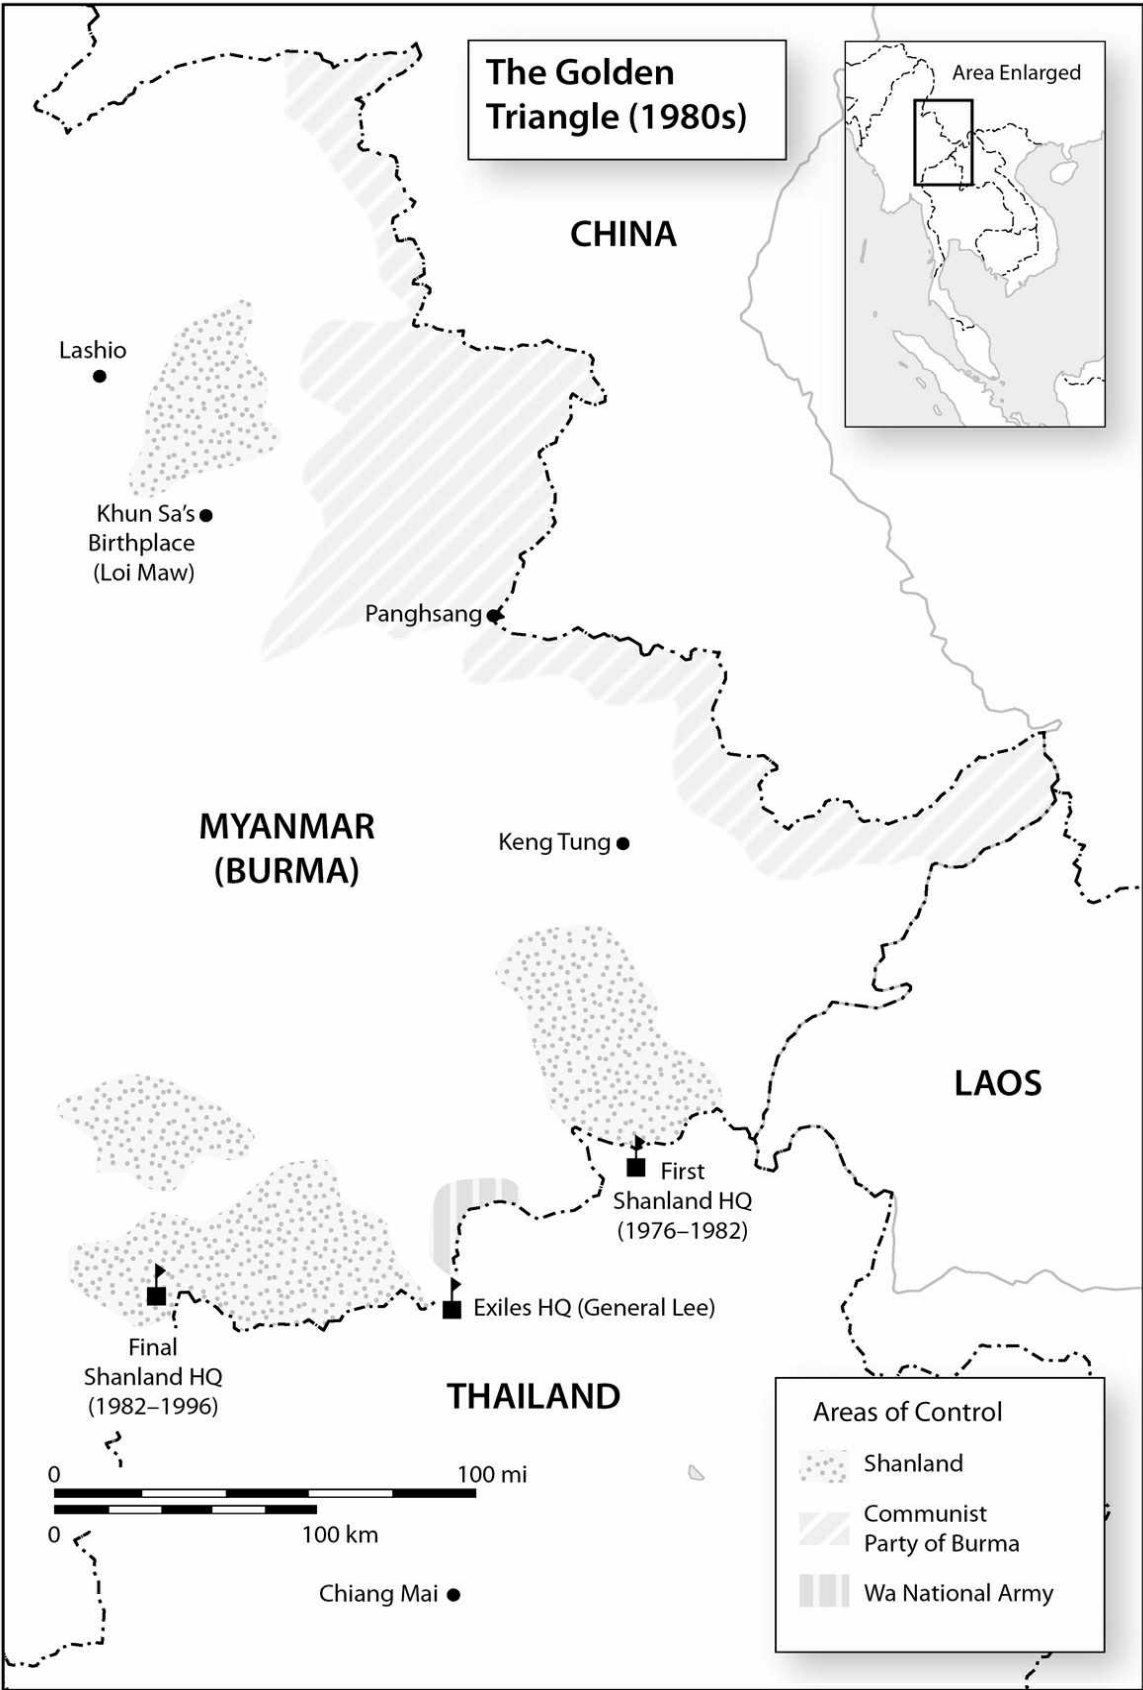 The Golden
Triangle (1980s)
Area Enlarged
CHINA
Lashio
Khun Sa's
Birthplace
(Loi Maw)
Panghsang
MYANMAR
(BURMA)
Keng Tung
LAOS
First
Shanland HQ
(1976–1982)
Exiles HQ (General Lee)
Final
Shanland HQ
(1982–1996)
THAILAND
Areas of Control
Shanland
Communist
Party of Burma
Wa National Army
0 100 mi
0 100 km
Chiang Mai